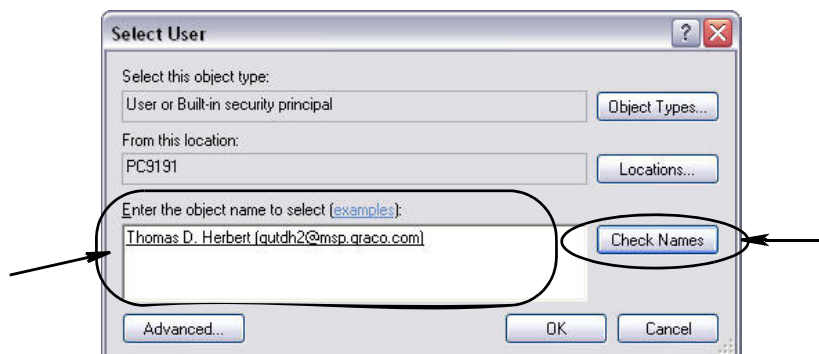 Select User
Select this object type:
User or Built-in security principal
Object Types...
From this location:
PC9191
Locations...
Enter the object name to select (examples):
Thomas D. Herbert (gutdh2@msp.graco.com)
Check Names
Advanced...
OK
Cancel